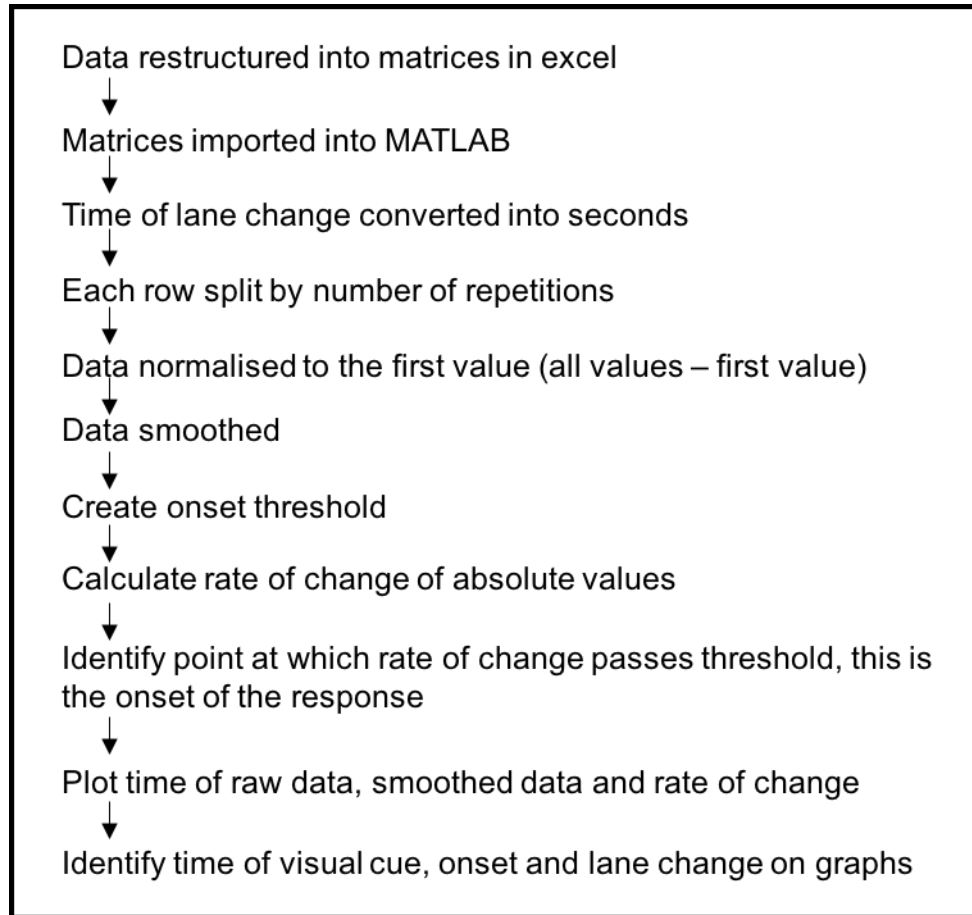 Data restructured into matrices in excel
Matrices imported into MATLAB
Time of lane change converted into seconds
Each row split by number of repetitions
Data normalised to the first value (all values – first value)
Data smoothed
Create onset threshold
Calculate rate of change of absolute values
Identify point at which rate of change passes threshold, this is
the onset of the response
Plot time of raw data, smoothed data and rate of change
Identify time of visual cue, onset and lane change on graphs